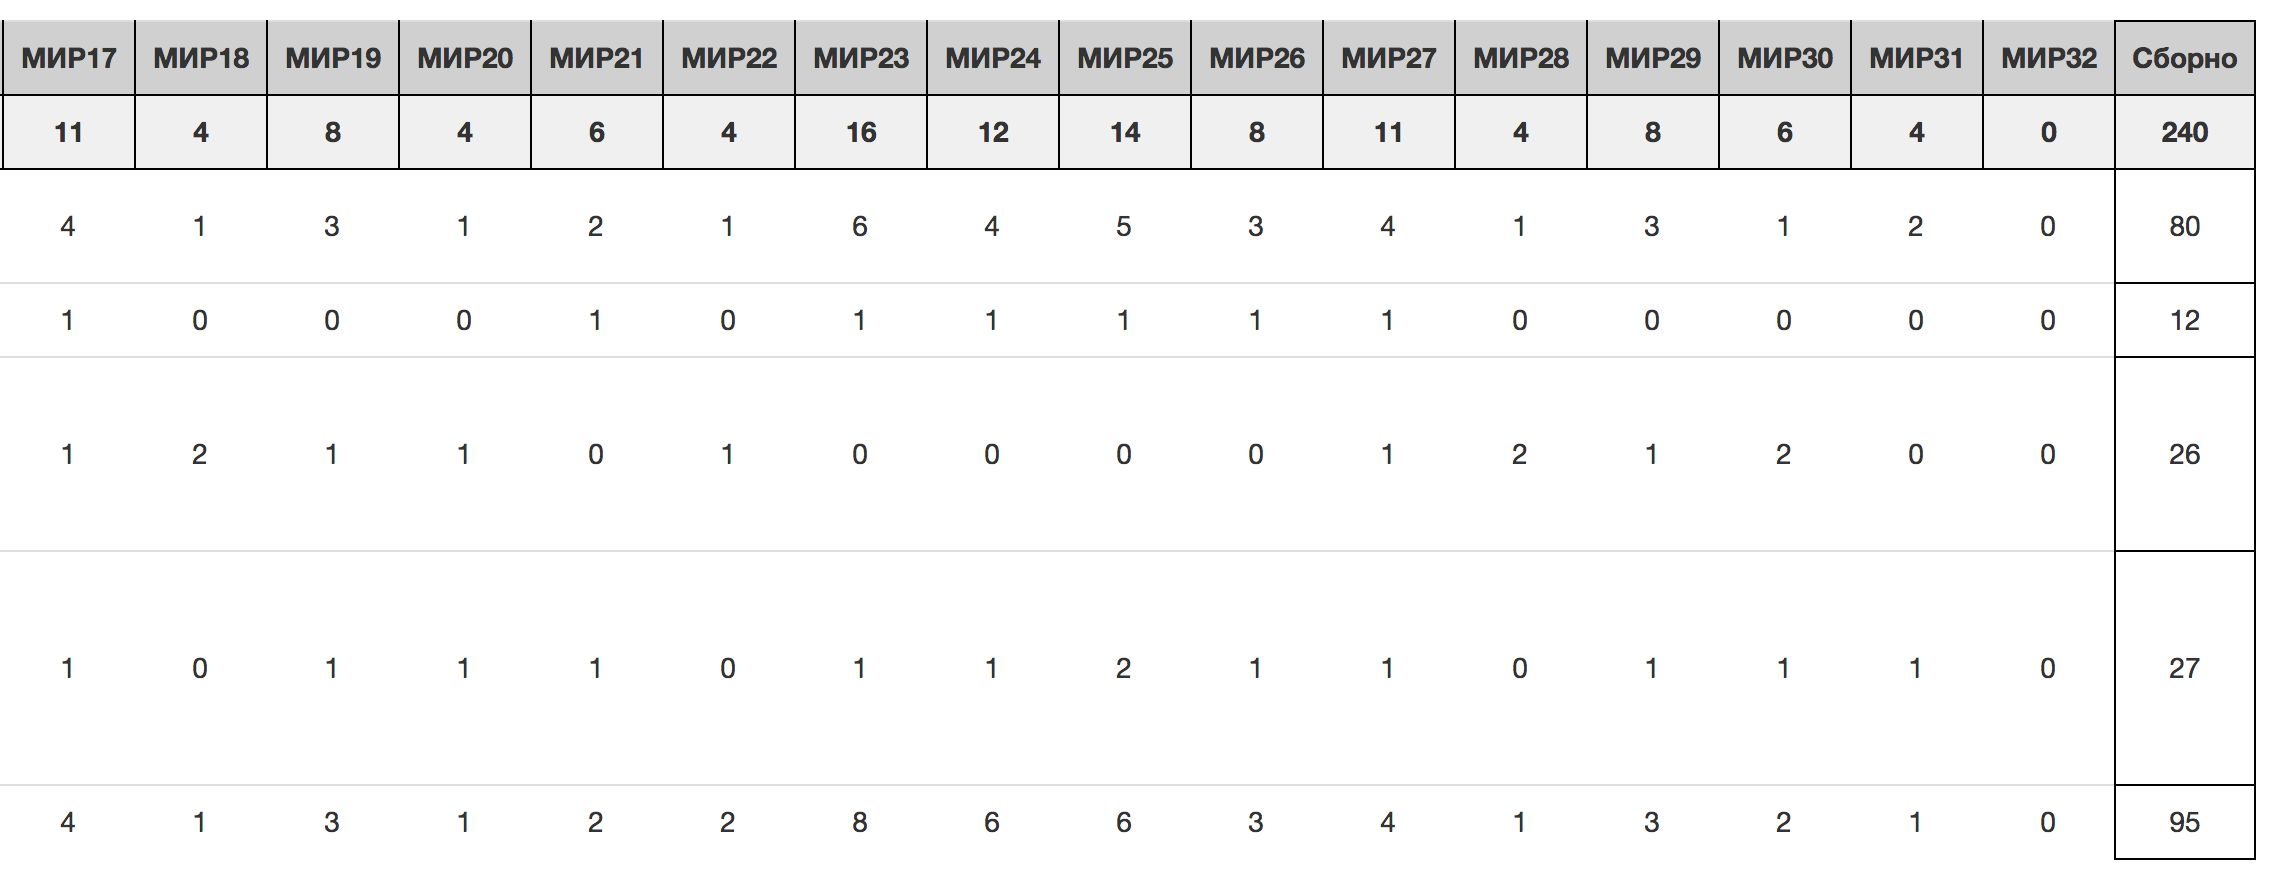 МИР17 МИР18 МИР19 МИР20 МИР21 МИР22 МИР23 МИР24 МИР25 МИР26 МИР27 МИР28 МИР29 МИР30 МИР31 МИР32 Сборно
11 4 8 4 6 4 16 12 14 8 11 4 8 6 4 0 240
4 1 3 1 2 1 6 4 5 3 4 1 3 1 2 0 80
1 0 0 0 1 0 1 1 1 1 1 0 0 0 0 0 12
1 2 1 1 0 1 0 0 0 0 1 2 1 2 0 0 26
1 0 1 1 1 0 1 1 2 1 1 0 1 1 1 0 27
4 1 3 1 2 2 8 6 6 3 4 1 3 2 1 0 95